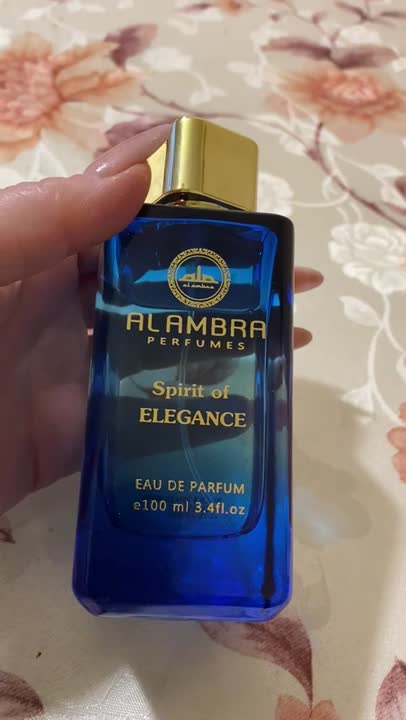 al ambra
AL AMBRA
PERFUMES
Spirit of
ELEGANCE
EAU DE PARFUM
e100 ml 3.4fl.oz